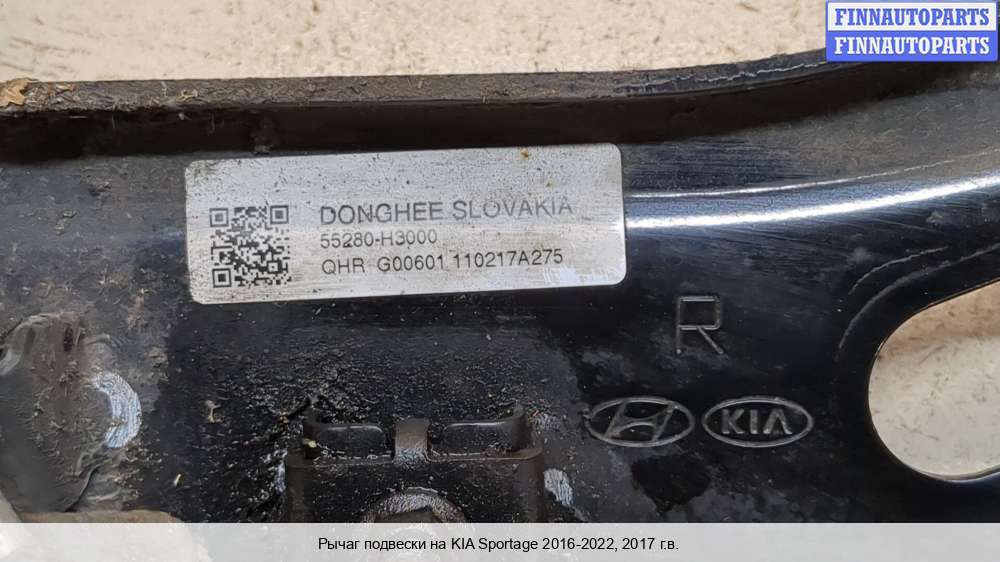 FINNAUTOPARTS
FINNAUTOPARTS
DONGHEE SLOVAKIA
55280-H3000
QHR G00601 110217A275
R
KIA
Рычаг подвески на KIA Sportage 2016-2022, 2017 г.в.